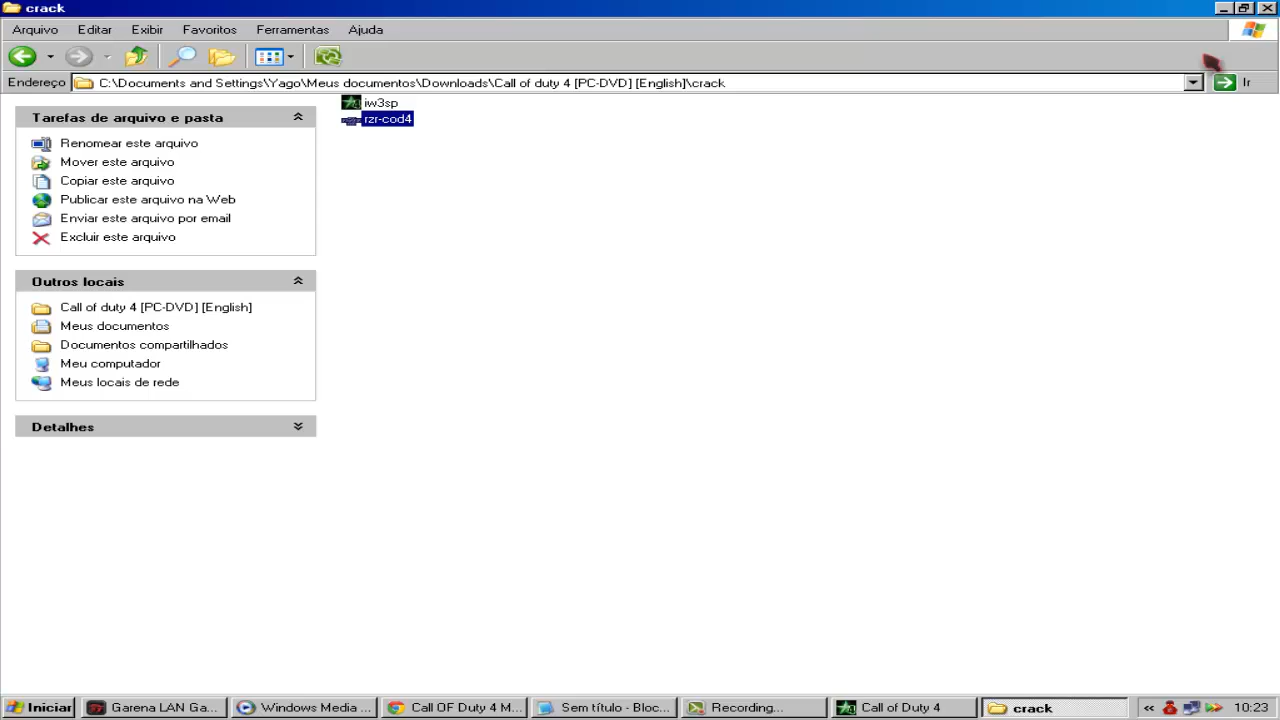 crack
Arquivo Editar Exibir Favoritos Ferramentas Ajuda
Endereço C:\Documents and Settings\Yago\Meus documentos\Downloads\Call of duty 4 [PC-DVD] [English]\crack Ir
Tarefas de arquivo e pasta
Renomear este arquivo
Mover este arquivo
Copiar este arquivo
Publicar este arquivo na Web
Enviar este arquivo por email
Excluir este arquivo
Outros locais
Call of duty 4 [PC-DVD] [English]
Meus documentos
Documentos compartilhados
Meu computador
Meus locais de rede
Detalhes
iw3sp
rzr-cod4
Iniciar Garena LAN Ga... Windows Media ... Call OF Duty 4 M... Sem título - Bloc... Recording... Call of Duty 4 crack « 10:23